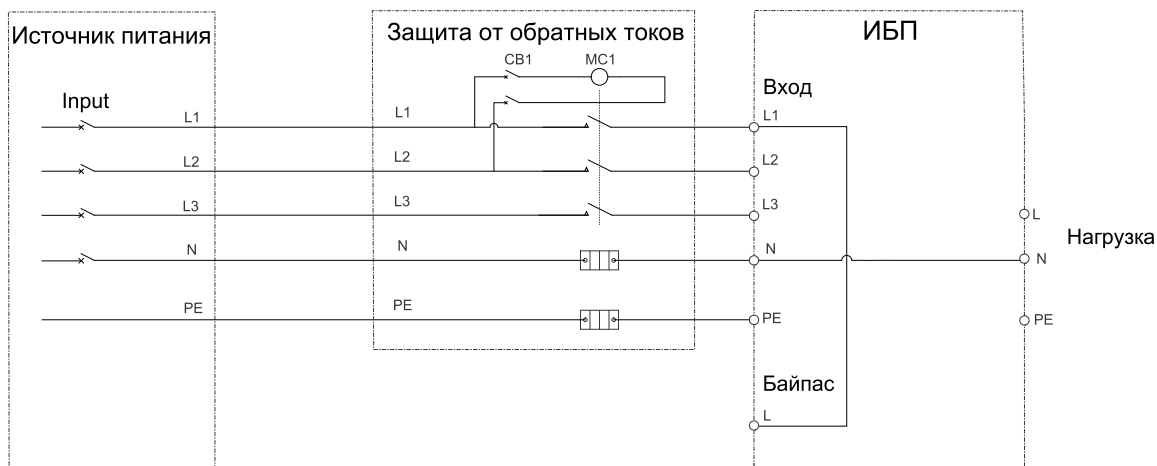 Источник питания
Защита от обратных токов
ИБП
CB1
MC1
Вход
Input
L1
L1
L1
L2
L2
L2
L3
L3
L3
L
Нагрузка
N
N
N
N
PE
PE
PE
PE
Байпас
L